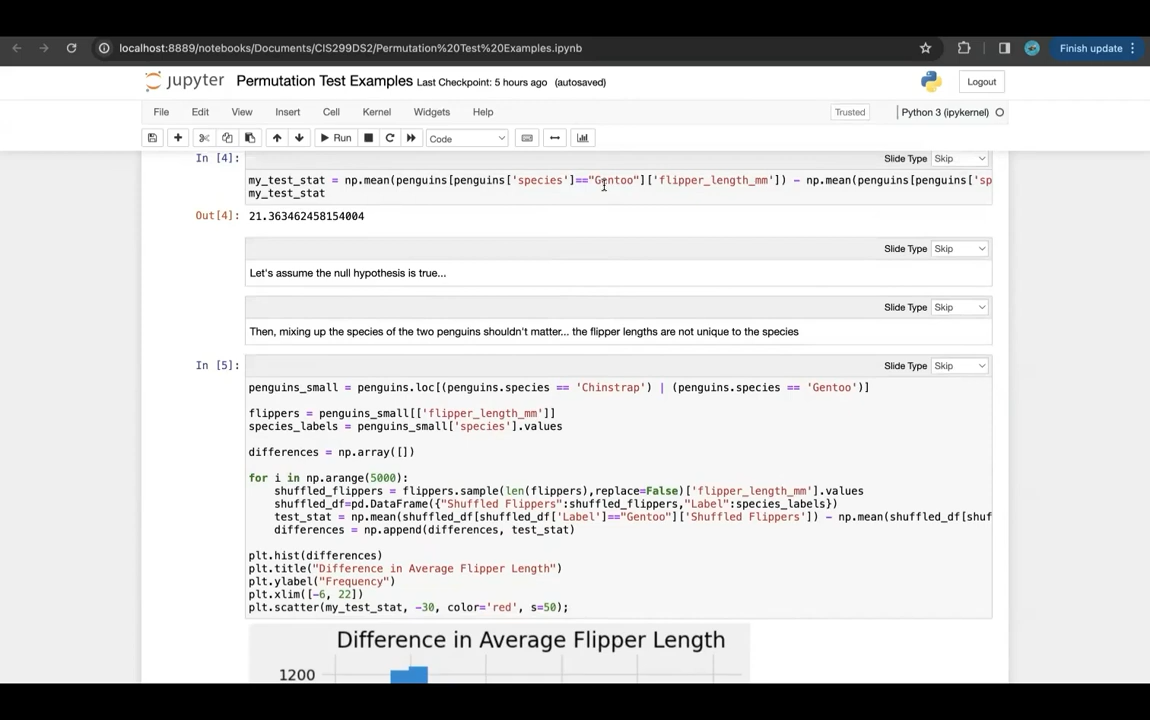 localhost:8889/notebooks/Documents/CIS299DS2/Permutation%20Test%20Examples.ipynb
Finish update
jupyter Permutation Test Examples Last Checkpoint: 5 hours ago (autosaved)
Logout
File Edit View Insert Cell Kernel Widgets Help
Trusted
Python 3 (ipykernel)
Run
Code
In [4]:
Slide Type Skip
my_test_stat = np.mean(penguins[penguins['species']=="Gentoo"]['flipper_length_mm']) - np.mean(penguins[penguins['sp
my_test_stat
Out[4]: 21.363462458154004
Slide Type Skip
Let's assume the null hypothesis is true...
Slide Type Skip
Then, mixing up the species of the two penguins shouldn't matter... the flipper lengths are not unique to the species
In [5]:
Slide Type Skip
penguins_small = penguins.loc[(penguins.species == 'Chinstrap') | (penguins.species == 'Gentoo')]
flippers = penguins_small[['flipper_length_mm']]
species_labels = penguins_small['species'].values
differences = np.array([])
for i in np.arange(5000):
    shuffled_flippers = flippers.sample(len(flippers),replace=False)['flipper_length_mm'].values
    shuffled_df=pd.DataFrame({"Shuffled Flippers":shuffled_flippers,"Label":species_labels})
    test_stat = np.mean(shuffled_df[shuffled_df['Label']=="Gentoo"]['Shuffled Flippers']) - np.mean(shuffled_df[shuf
    differences = np.append(differences, test_stat)
plt.hist(differences)
plt.title("Difference in Average Flipper Length")
plt.ylabel("Frequency")
plt.xlim([-6, 22])
plt.scatter(my_test_stat, -30, color='red', s=50);
Difference in Average Flipper Length
1200